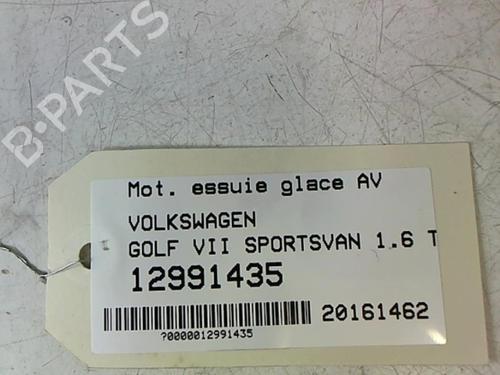 B-PARTS
Mot. essuie glace AV
VOLKSWAGEN
GOLF VII SPORTSVAN 1.6 T
12991435
20161462
?0000012991435